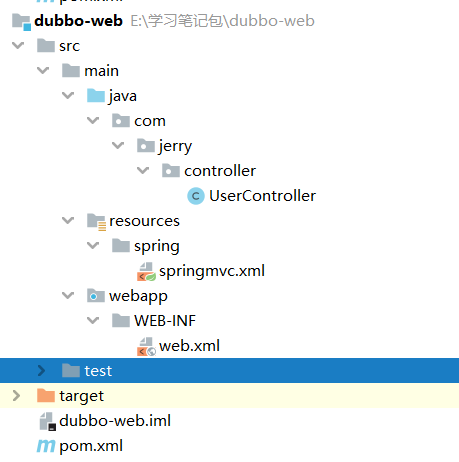 pom.xml
dubbo-web E:\学习笔记包\dubbo-web
src
main
java
com
jerry
controller
C UserController
resources
spring
springmvc.xml
webapp
WEB-INF
web.xml
test
target
dubbo-web.iml
m pom.xml